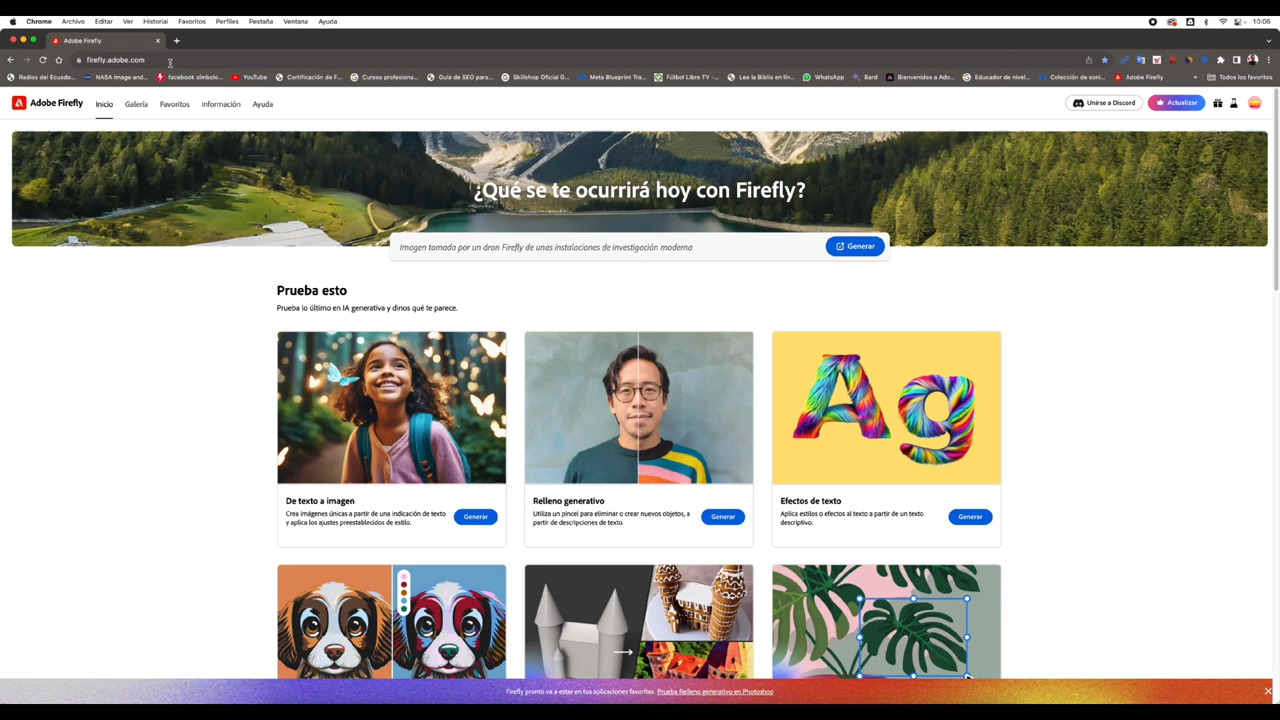 Chrome Archivo Editar Ver Historial Favoritos Perfiles Pestaña Ventana Ayuda 10:06
Adobe Firefly
firefly.adobe.com
Radios del Ecuado... NASA Image and... facebook símbolo... YouTube Certificación de F... Cursos profesiona... Guía de SEO para... Skillshop Oficial G... Meta Blueprint Tra... Fútbol Libre TV -... Lee la Biblia en lín... WhatsApp Bard Bienvenidos a Ado... Educador de nivel... Colección de soni... Adobe Firefly » Todos los favoritos
Adobe Firefly Inicio Galería Favoritos Información Ayuda Unirse a Discord Actualizar
¿Qué se te ocurrirá hoy con Firefly?
Imagen tomada por un dron Firefly de unas instalaciones de investigación moderna Generar
Prueba esto
Prueba lo último en IA generativa y dinos qué te parece.
Ag
De texto a imagen
Crea imágenes únicas a partir de una indicación de texto
y aplica los ajustes preestablecidos de estilo.
Generar
Relleno generativo
Utiliza un pincel para eliminar o crear nuevos objetos, a
partir de descripciones de texto.
Generar
Efectos de texto
Aplica estilos o efectos al texto a partir de un texto
descriptivo.
Generar
Firefly pronto va a estar en tus aplicaciones favoritas. Prueba Relleno generativo en Photoshop